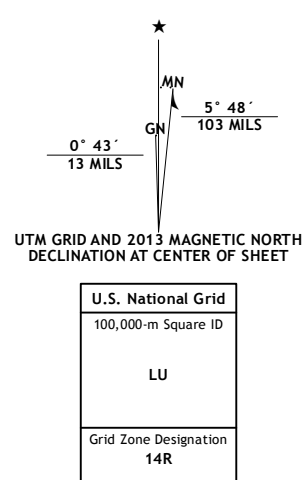 ★
MN
GN
5° 48´
103 MILS
0° 43´
13 MILS
UTM GRID AND 2013 MAGNETIC NORTH
DECLINATION AT CENTER OF SHEET
U.S. National Grid
100,000-m Square ID
LU
Grid Zone Designation
14R